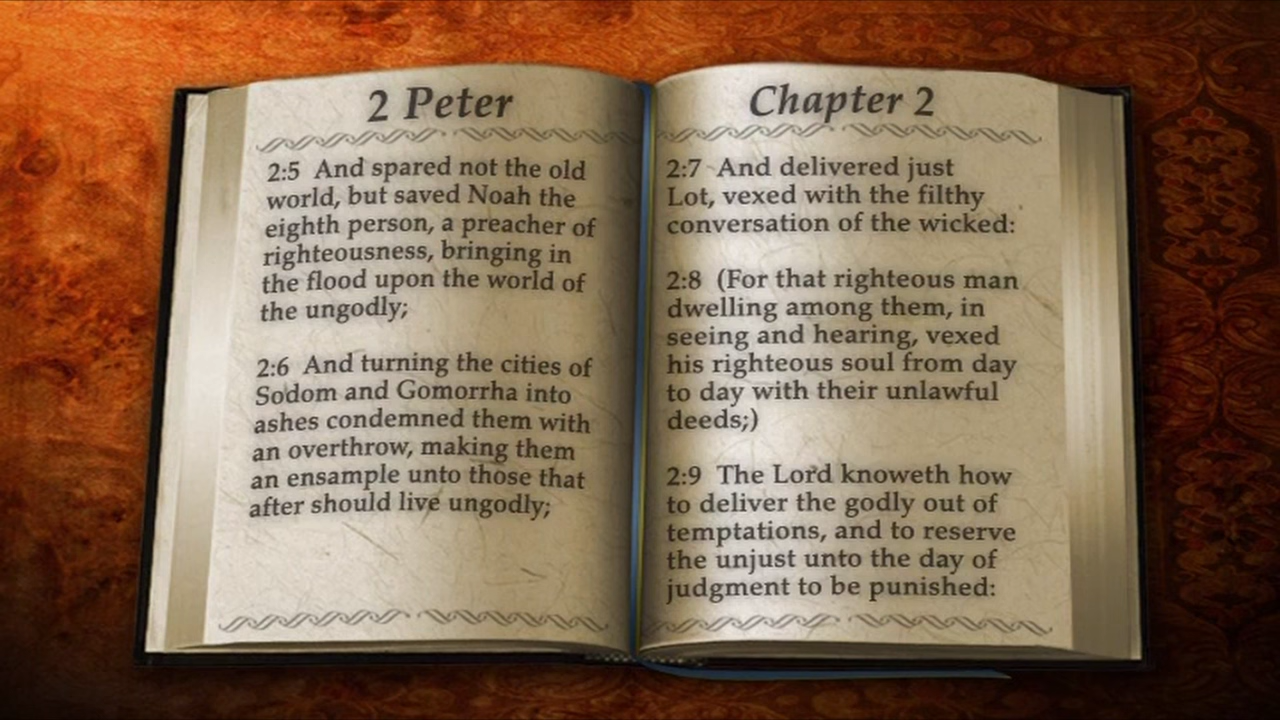 2 Peter
2:5 And spared not the old
world, but saved Noah the
eighth person, a preacher of
righteousness, bringing in
the flood upon the world of
the ungodly;
2:6 And turning the cities of
Sodom and Gomorrha into
ashes condemned them with
an overthrow, making them
an ensample unto those that
after should live ungodly;
Chapter 2
2:7 And delivered just
Lot, vexed with the filthy
conversation of the wicked:
2:8 (For that righteous man
dwelling among them, in
seeing and hearing, vexed
his righteous soul from day
to day with their unlawful
deeds;)
2:9 The Lord knoweth how
to deliver the godly out of
temptations, and to reserve
the unjust unto the day of
judgment to be punished: